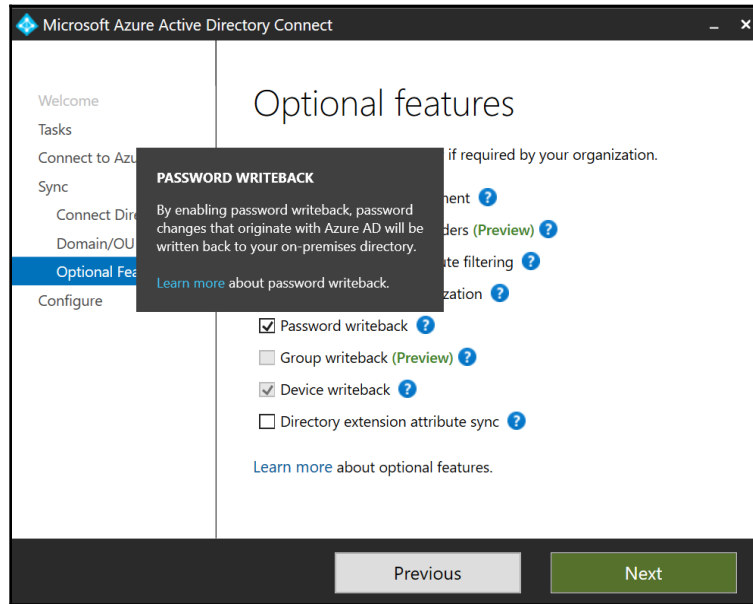 Microsoft Azure Active Directory Connect
Welcome
Tasks
Connect to Azu
Sync
Connect Dire
Domain/OU
Optional Fea
Configure
Optional features
if required by your organization.
PASSWORD WRITEBACK
By enabling password writeback, password
changes that originate with Azure AD will be
written back to your on-premises directory.
Learn more about password writeback.
nent ?
ders (Preview) ?
te filtering ?
zation ?
Password writeback ?
Group writeback (Preview) ?
Device writeback ?
Directory extension attribute sync ?
Learn more about optional features.
Previous
Next